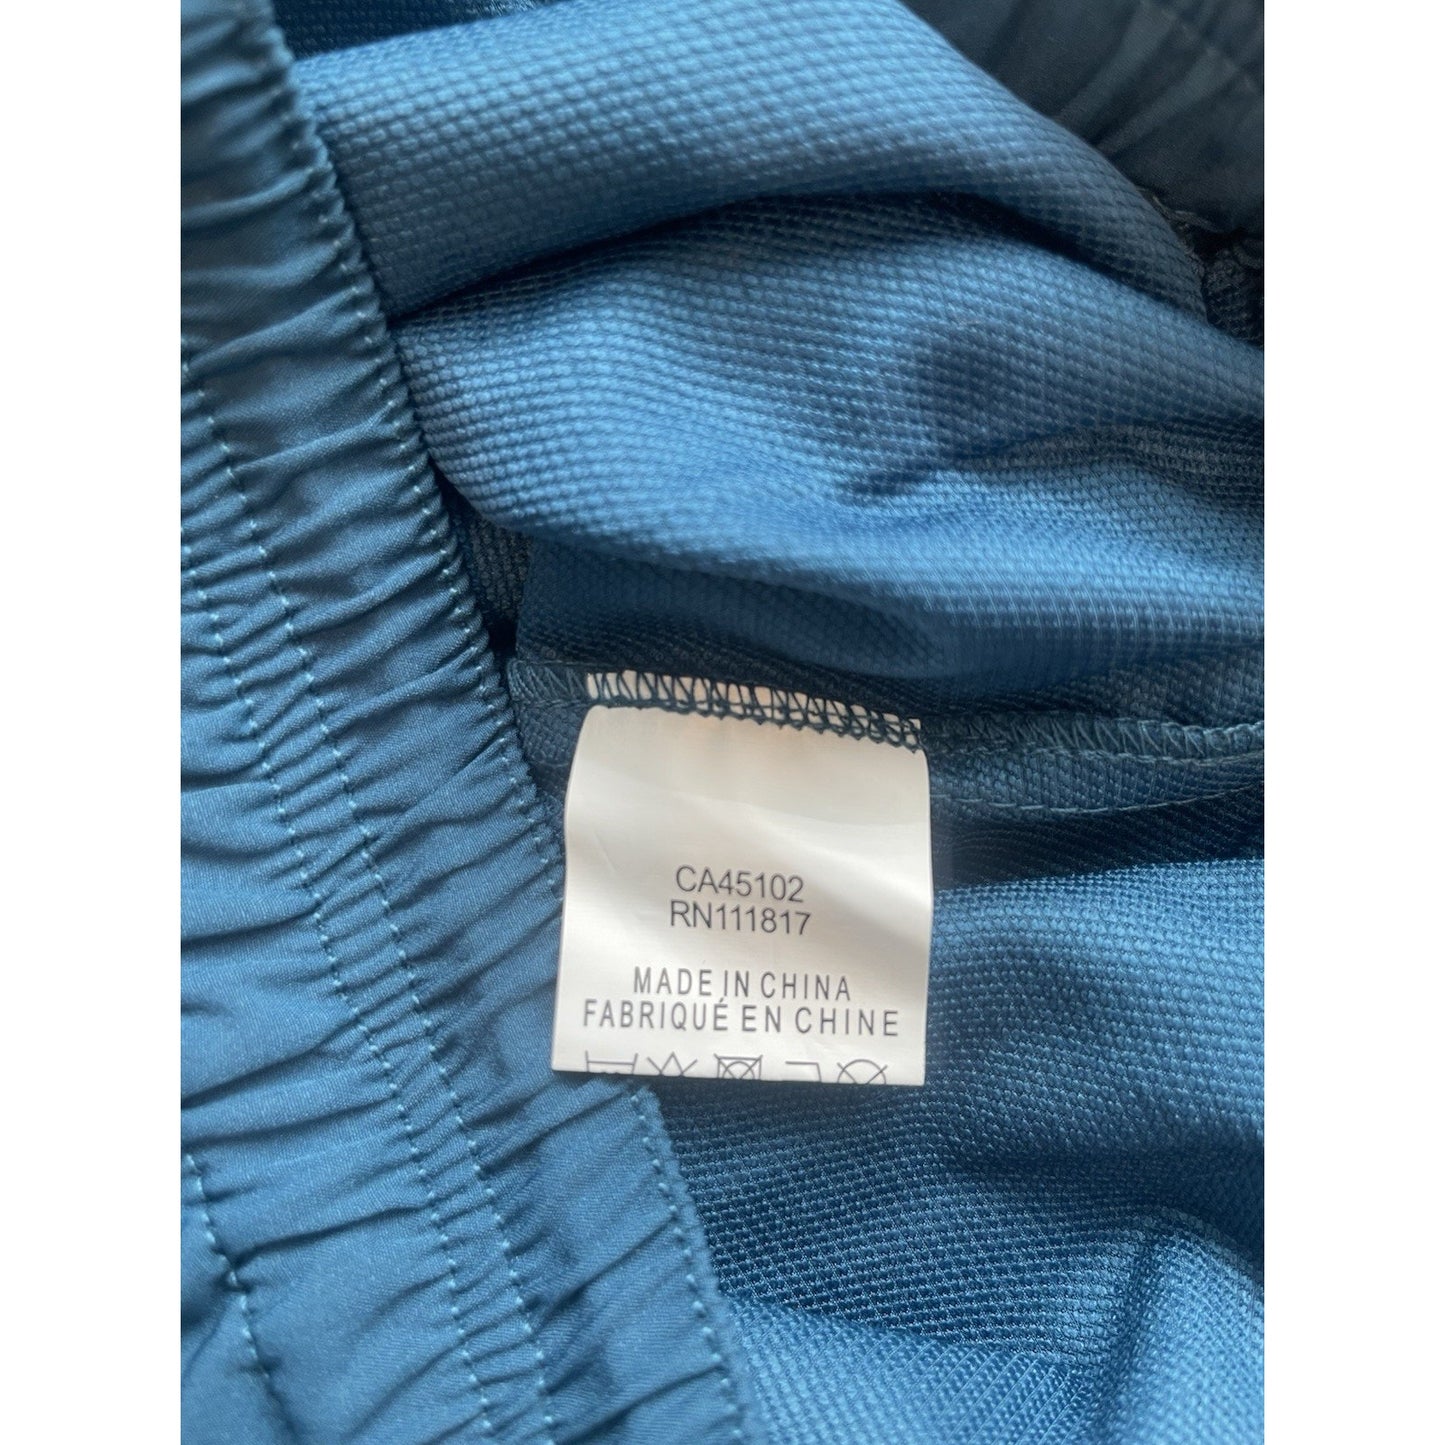 CA45102
RN111817
MADE IN CHINA
FABRIQUÉ EN CHINE